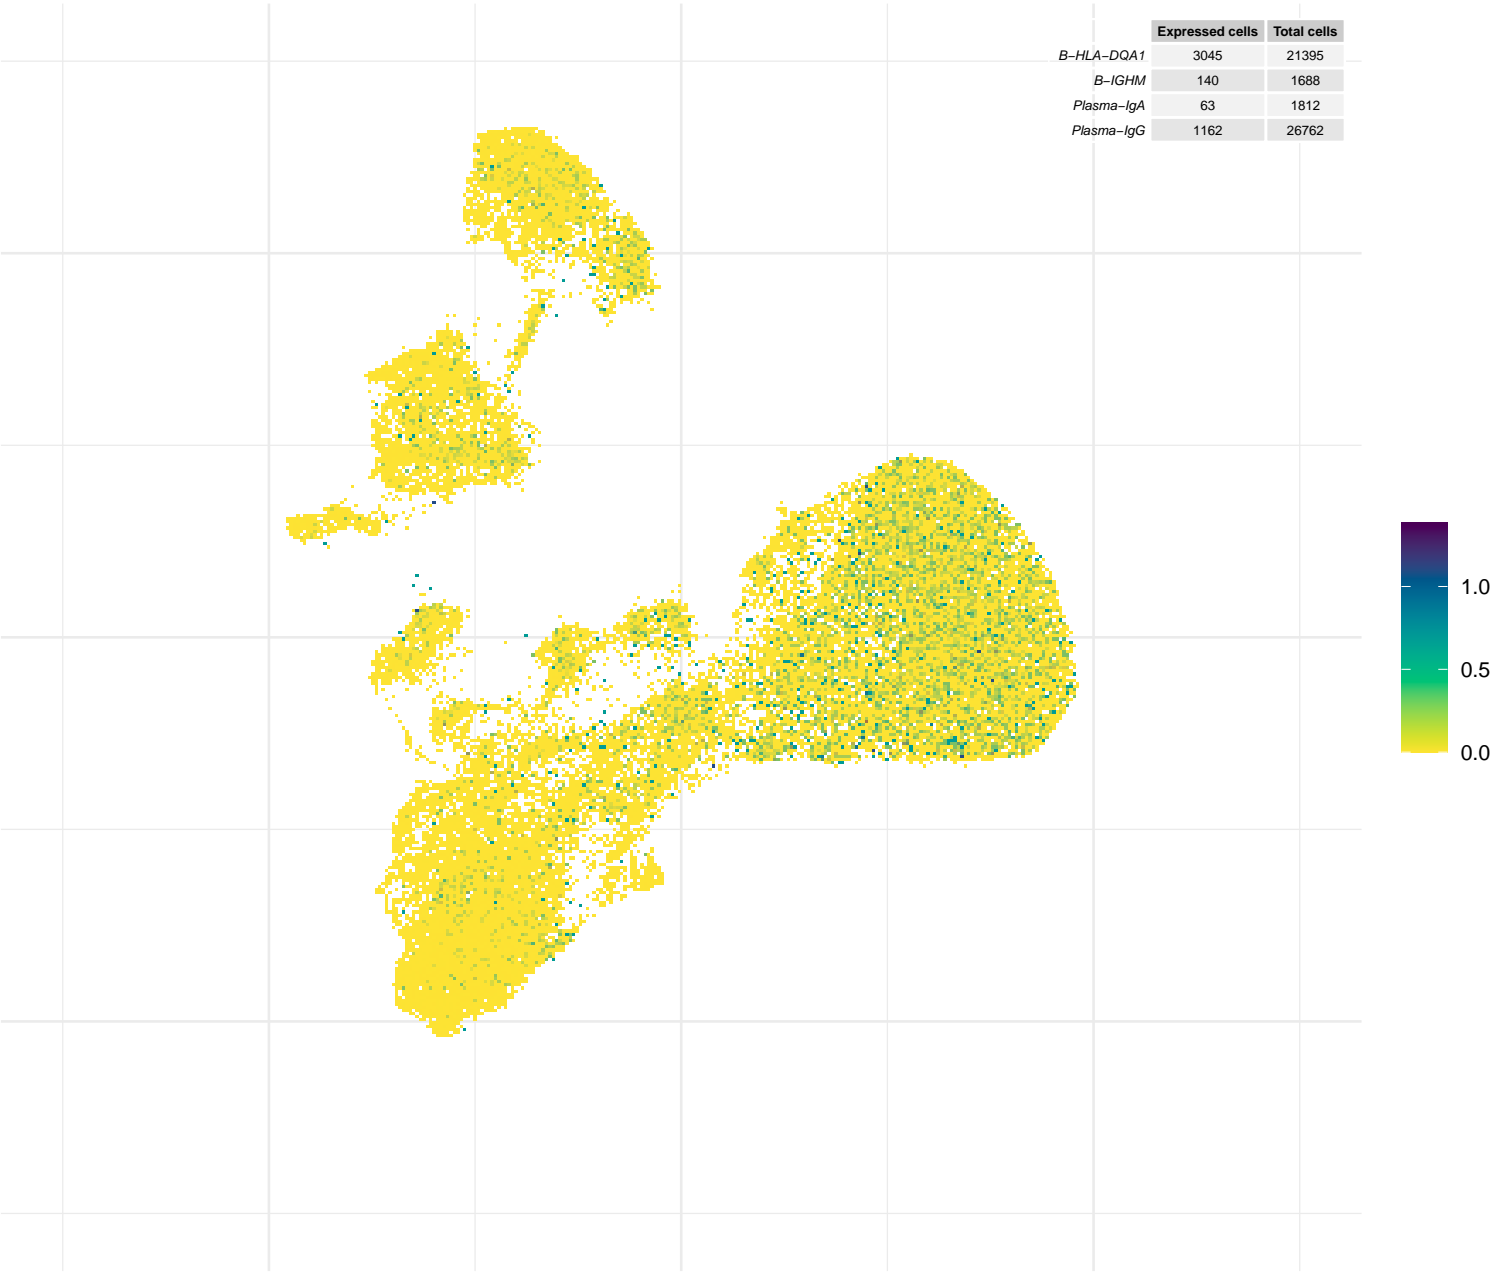 Expressed cells Total cells
B−HLA−DQA1 3045 21395
B−IGHM 140 1688
Plasma−IgA 63 1812
Plasma−IgG 1162 26762
1.0
0.5
0.0